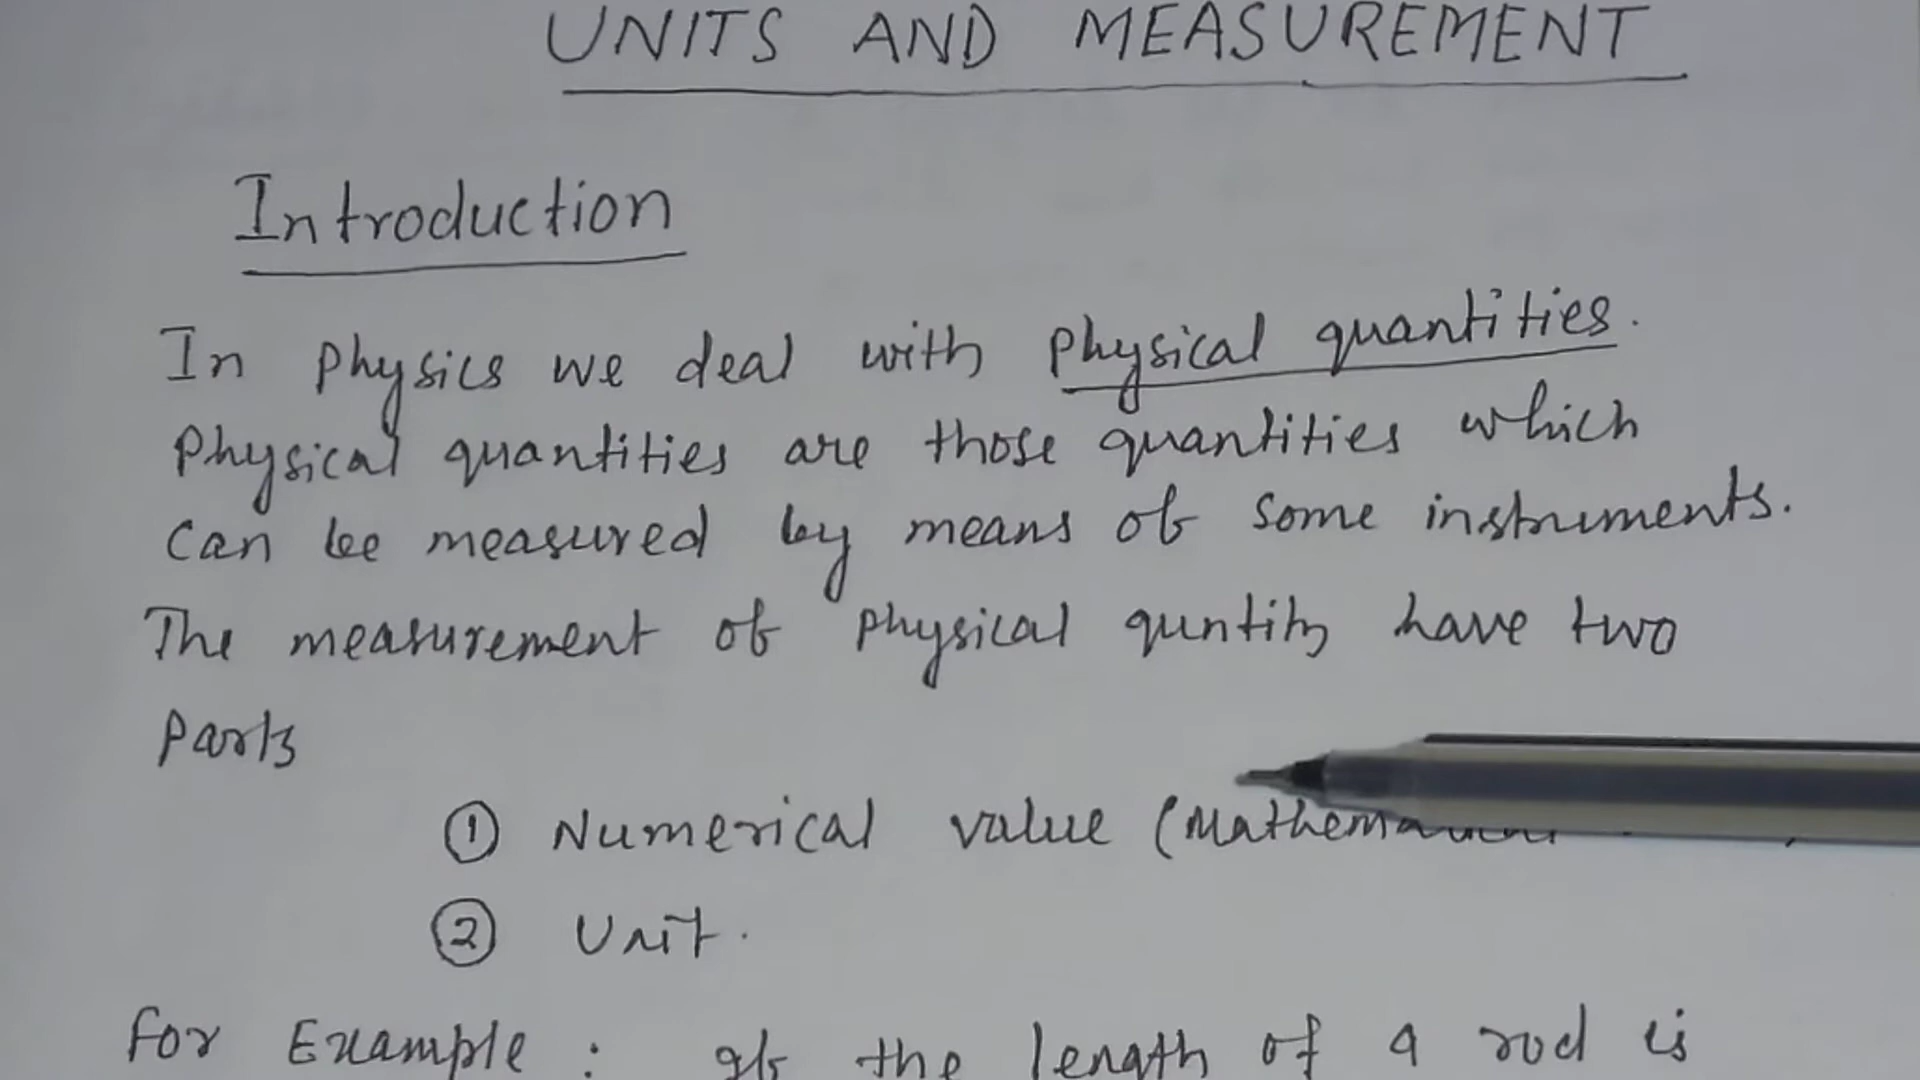 UNITS AND MEASUREMENT
Introduction
In Physics we deal with Physical quantities.
Physical quantities are those quantities which
can be measured by means of some instruments.
The measurement of Physical quntity have two
Parts
① Numerical value (Mathematical
② Unit.
For Example : If the length of a rod is